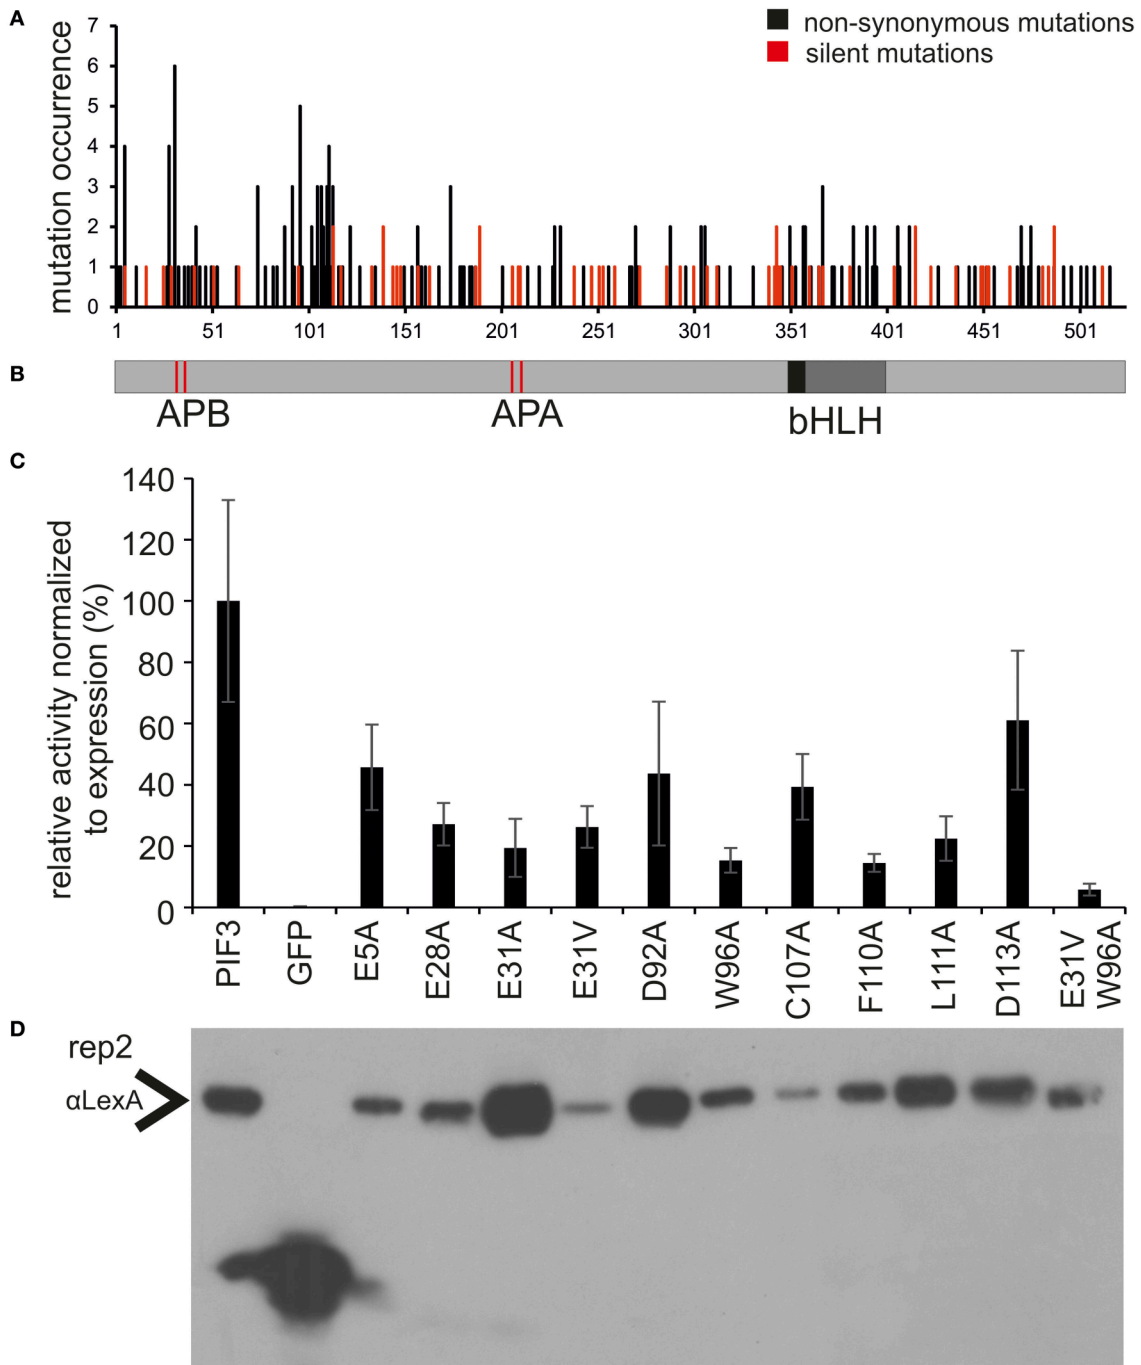 A
non-synonymous mutations
silent mutations
mutation occurrence
7
6
5
4
3
2
1
0
1 51 101 151 201 251 301 351 401 451 501
B
APB APA bHLH
C
relative activity normalized
to expression (%)
140
120
100
80
60
40
20
0
PIF3 GFP E5A E28A E31A E31V D92A W96A C107A F110A L111A D113A E31V
W96A
D
rep2
αLexA